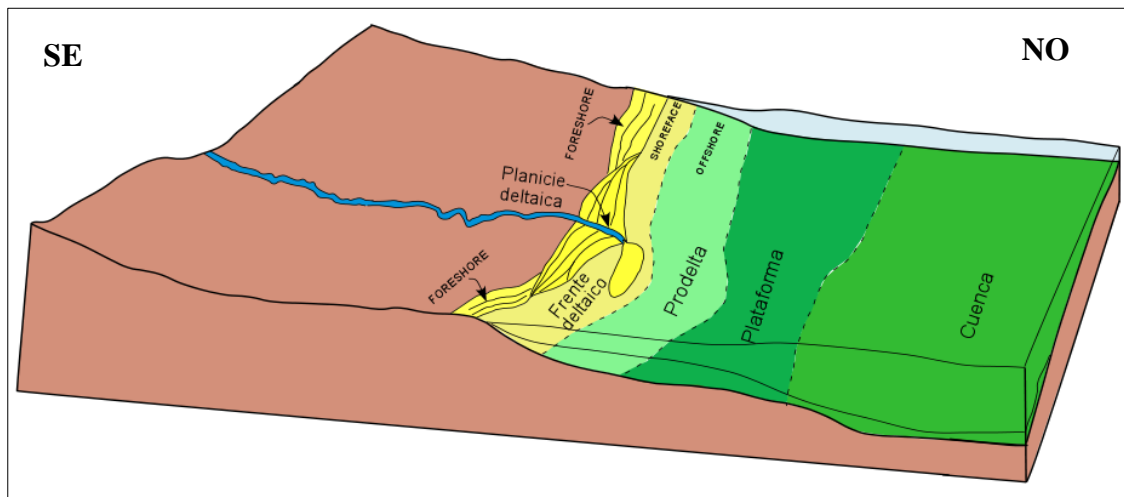 SE
NO
FORESHORE
SHOREFACE
OFFSHORE
Planicie
deltaica
FORESHORE
Frente
deltaico
Prodelta
Plataforma
Cuenca